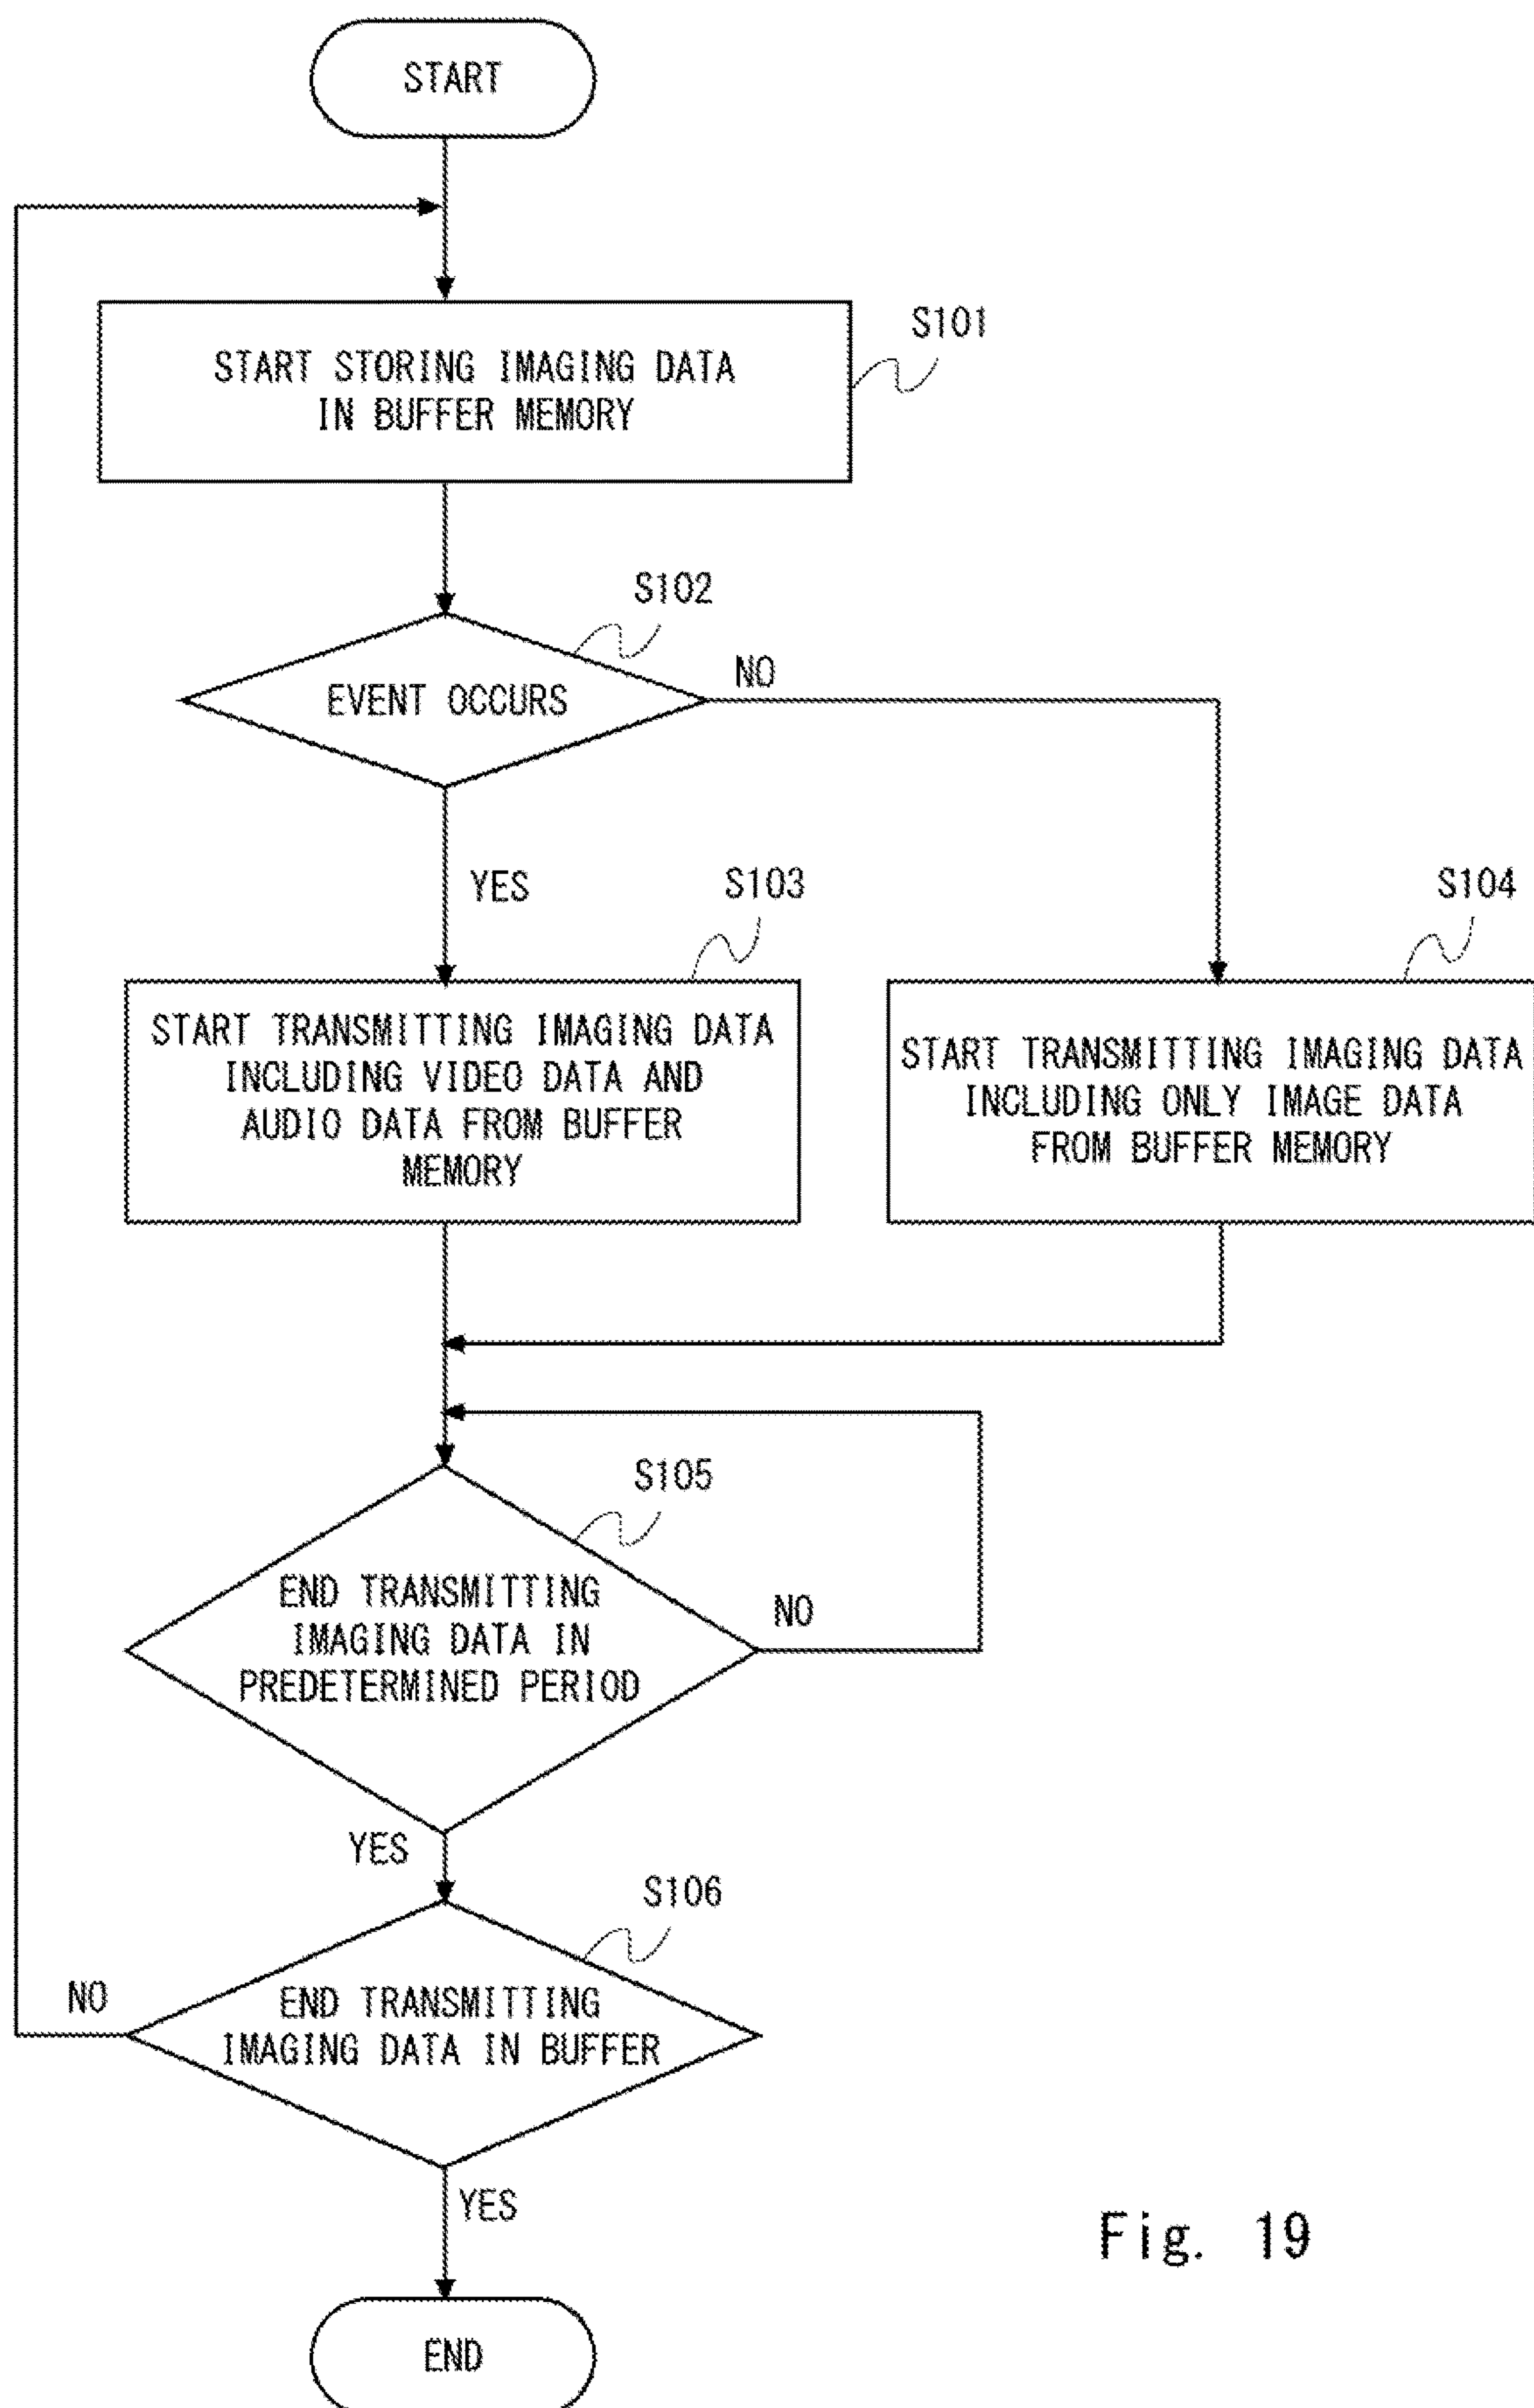 START
START STORING IMAGING DATA
IN BUFFER MEMORY
S101
S102
EVENT OCCURS
NO
YES
S103
S104
START TRANSMITTING IMAGING DATA
INCLUDING VIDEO DATA AND
AUDIO DATA FROM BUFFER
MEMORY
START TRANSMITTING IMAGING DATA
INCLUDING ONLY IMAGE DATA
FROM BUFFER MEMORY
S105
END TRANSMITTING
IMAGING DATA IN
PREDETERMINED PERIOD
NO
YES
S106
NO
END TRANSMITTING
IMAGING DATA IN BUFFER
YES
END
Fig. 19